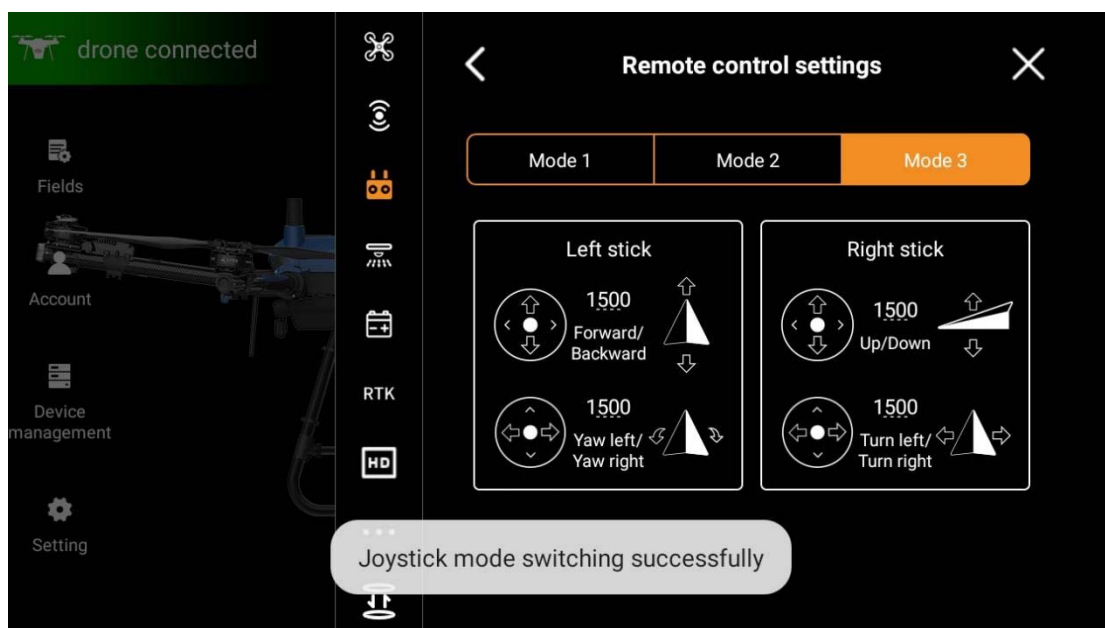 drone connected
Fields
Account
Device
management
Setting
RTK
HD
Remote control settings
Mode 1
Mode 2
Mode 3
Left stick
1500
Forward/
Backward
1500
Yaw left/
Yaw right
Right stick
1500
Up/Down
1500
Turn left/
Turn right
Joystick mode switching successfully